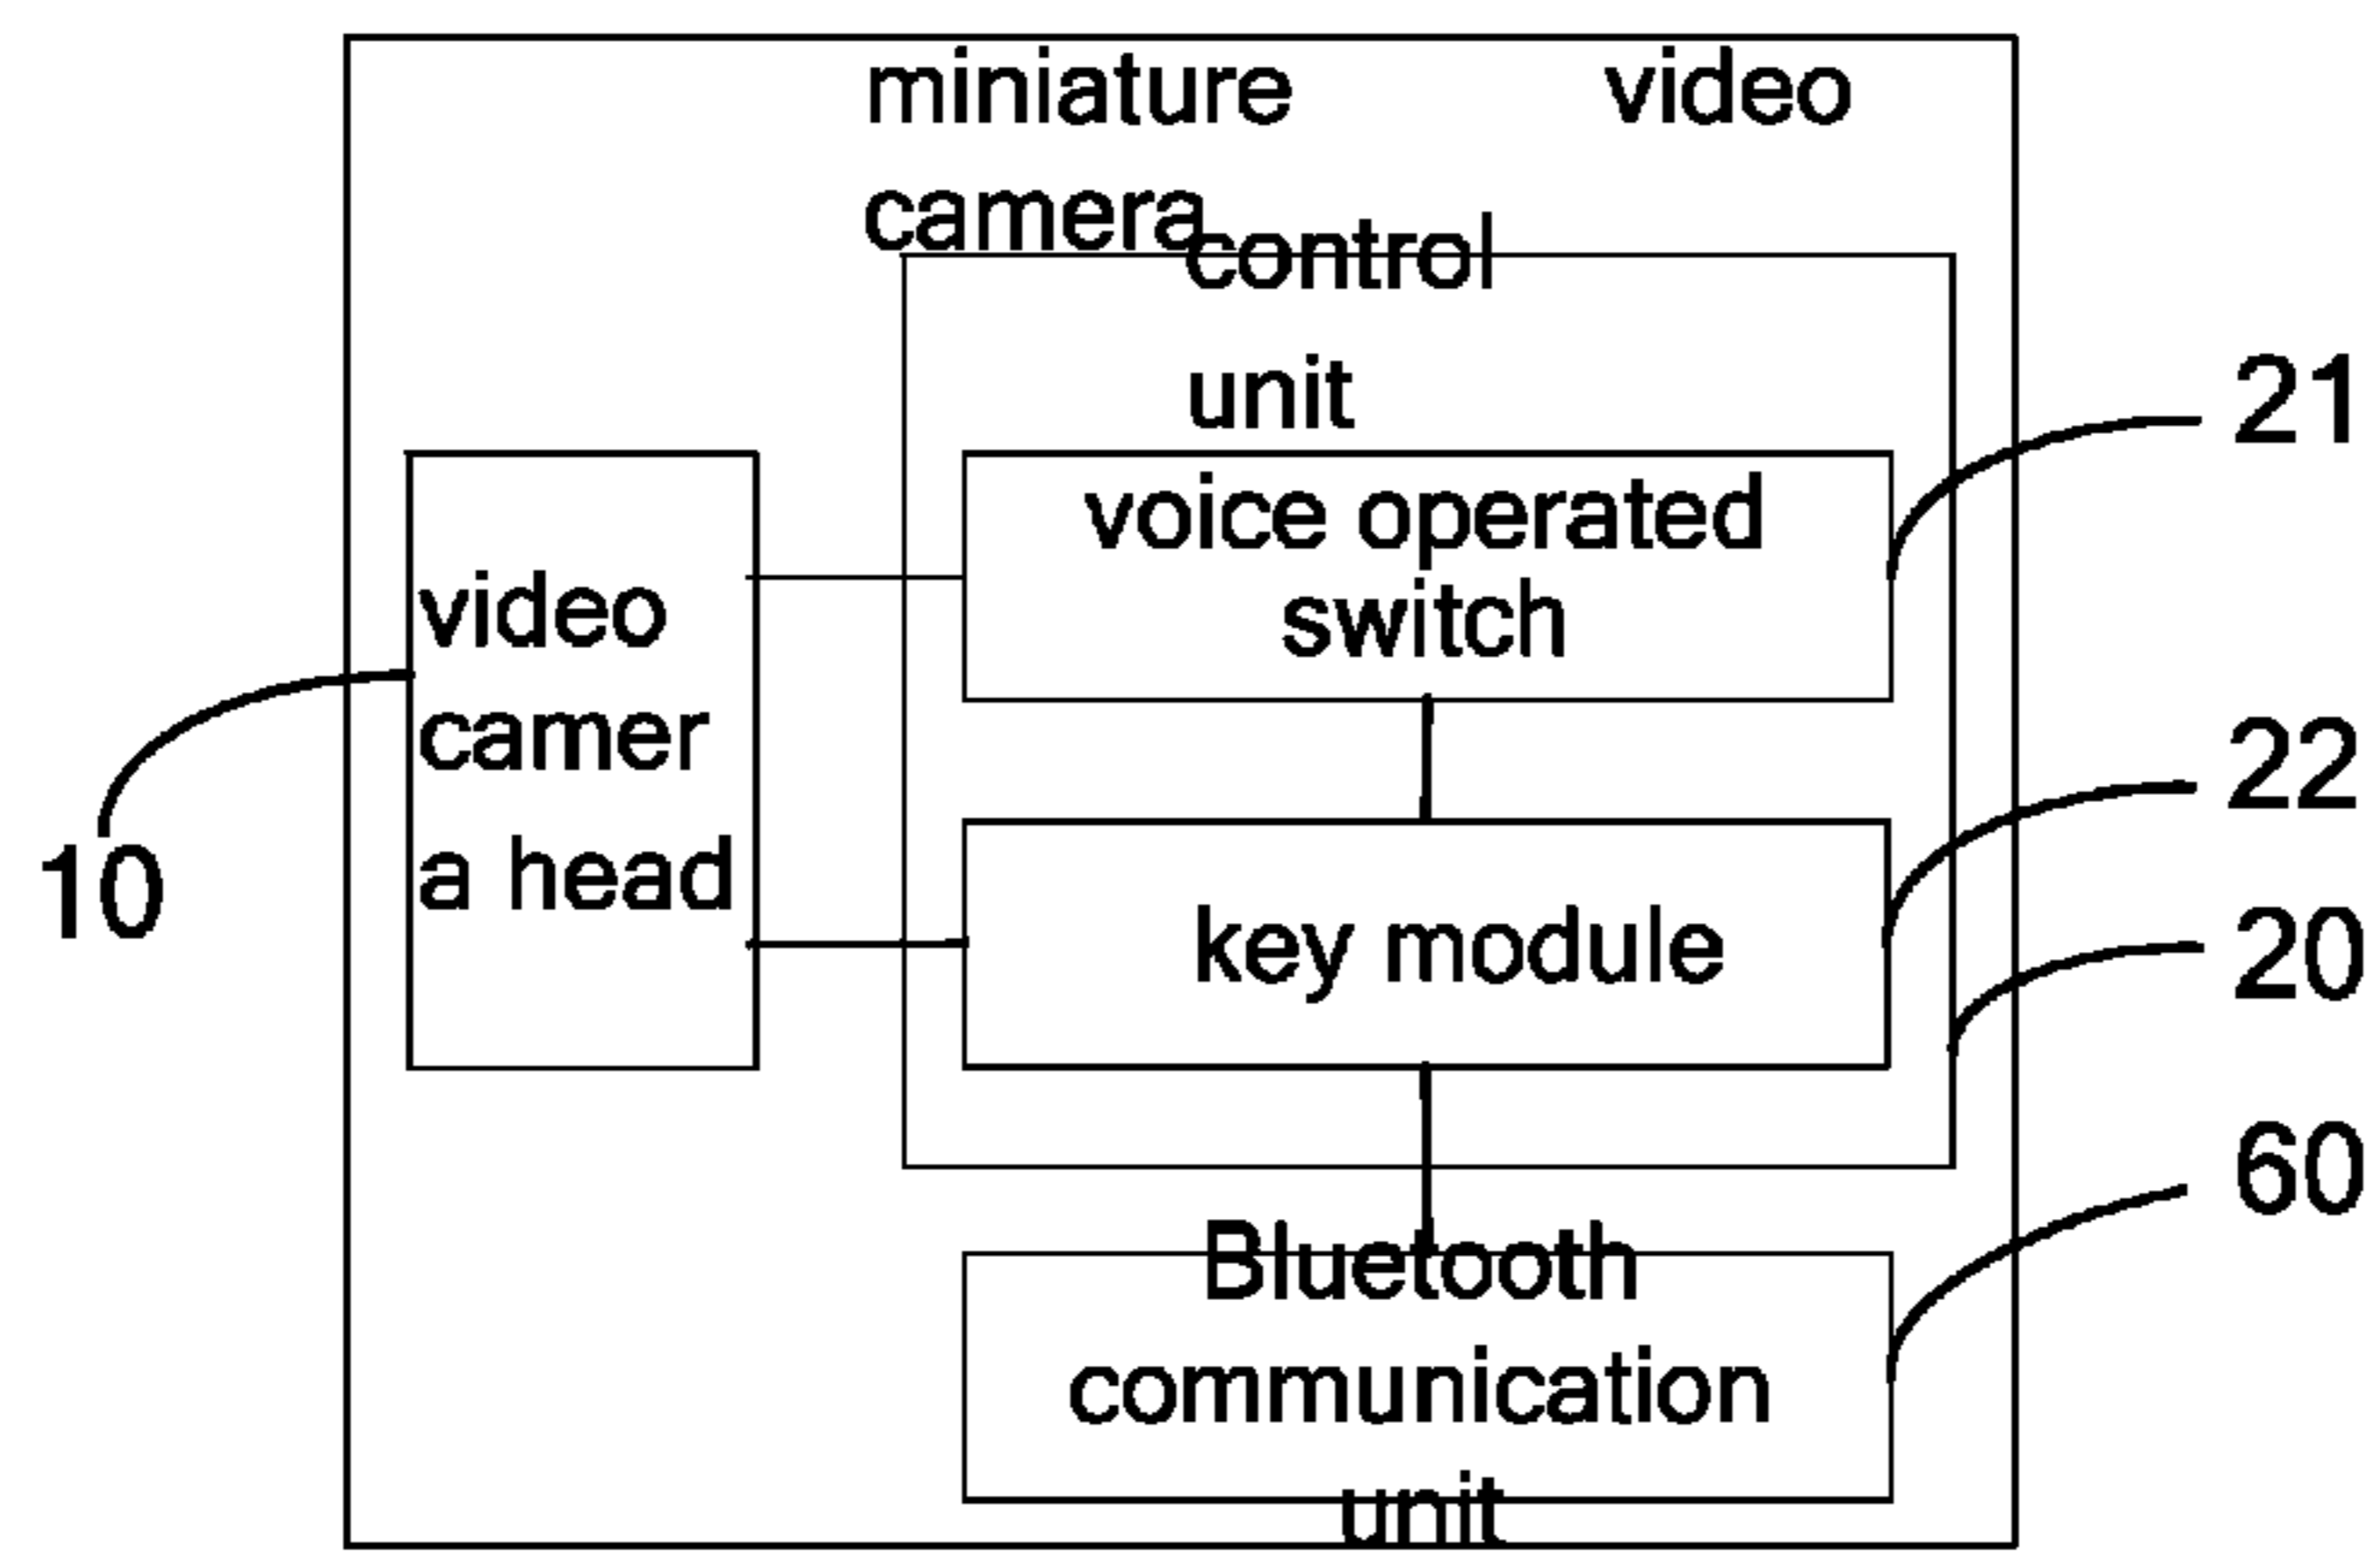 miniature video
camera
control
unit
21
voice operated
switch
video
camer
a head
10
22
key module
20
60
Bluetooth
communication
unit